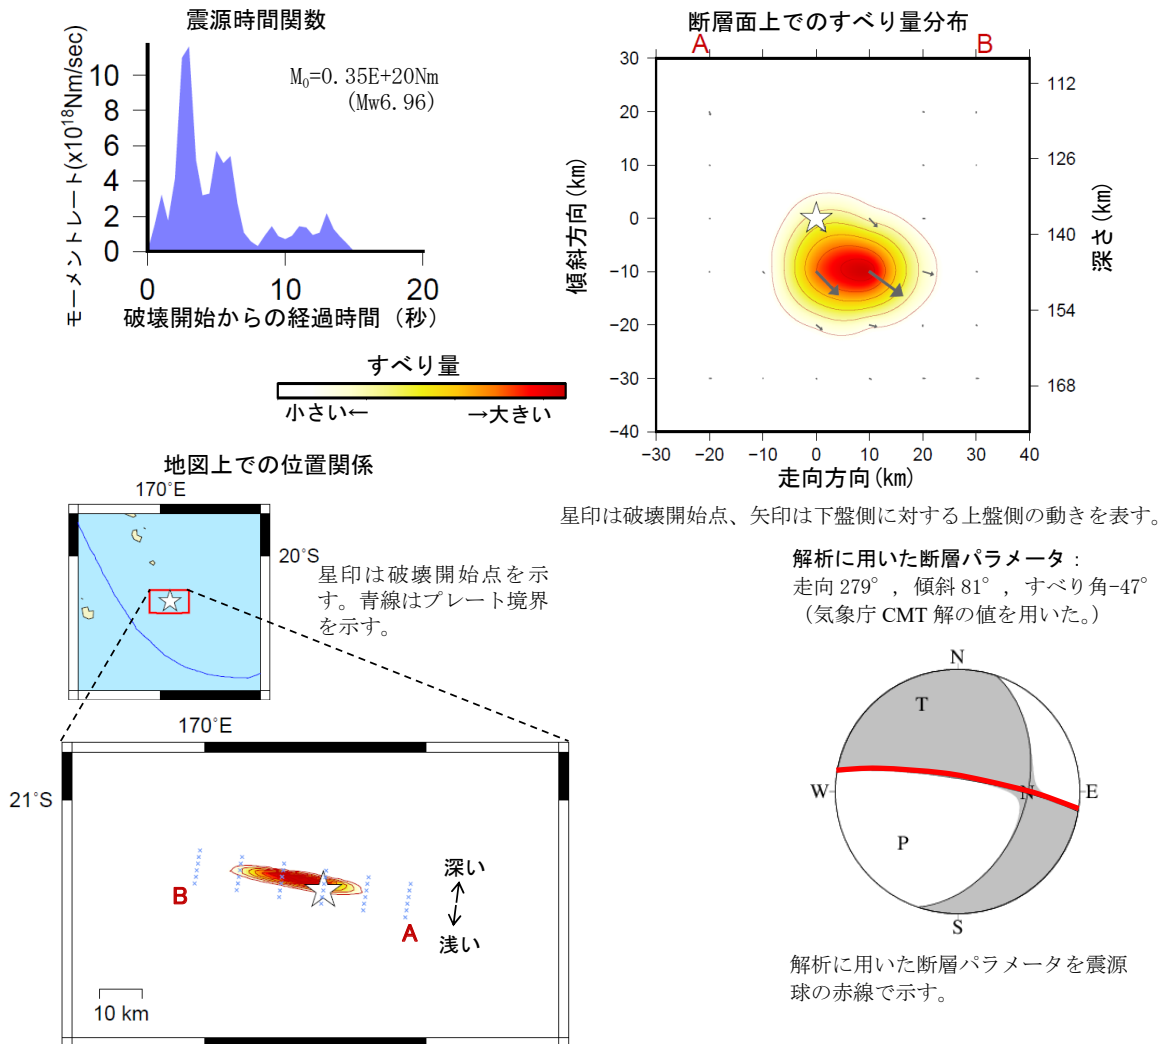 震源時間関数
M₀=0.35E+20Nm
(Mw6.96)
モーメントレート(x10¹⁸Nm/sec)
10
8
6
4
2
0
0 10 20
破壊開始からの経過時間（秒）
断層面上でのすべり量分布
A B
傾斜方向(km)
30
20
10
0
−10
−20
−30
−40
112
126
140
154
168
深さ(km)
−30 −20 −10 0 10 20 30 40
走向方向(km)
星印は破壊開始点、矢印は下盤側に対する上盤側の動きを表す。
すべり量
小さい← →大きい
地図上での位置関係
170˚E
20˚S
星印は破壊開始点を示
す。青線はプレート境界
を示す。
170˚E
21˚S
B
A
深い
浅い
10 km
解析に用いた断層パラメータ：
走向 279°，傾斜 81°，すべり角-47°
（気象庁 CMT 解の値を用いた。）
N
T
W
N
E
P
S
解析に用いた断層パラメータを震源
球の赤線で示す。